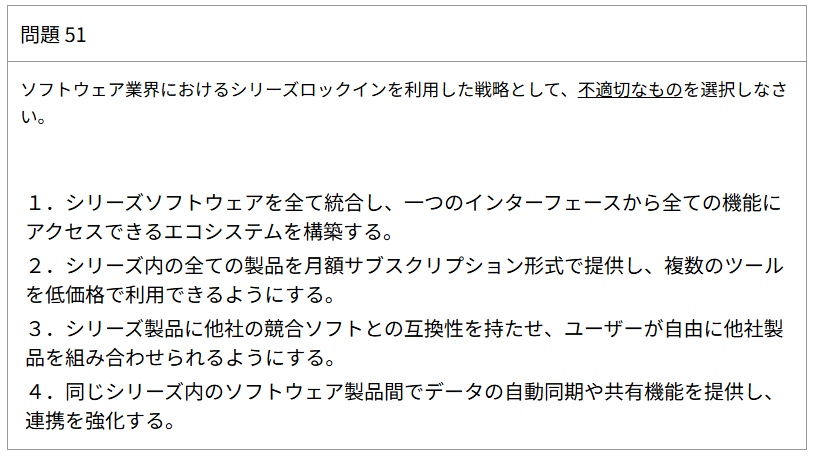 問題 51
ソフトウェア業界におけるシリーズロックインを利用した戦略として、不適切なものを選択しなさ
い。
１．シリーズソフトウェアを全て統合し、一つのインターフェースから全ての機能に
アクセスできるエコシステムを構築する。
２．シリーズ内の全ての製品を月額サブスクリプション形式で提供し、複数のツール
を低価格で利用できるようにする。
３．シリーズ製品に他社の競合ソフトとの互換性を持たせ、ユーザーが自由に他社製
品を組み合わせられるようにする。
４．同じシリーズ内のソフトウェア製品間でデータの自動同期や共有機能を提供し、
連携を強化する。